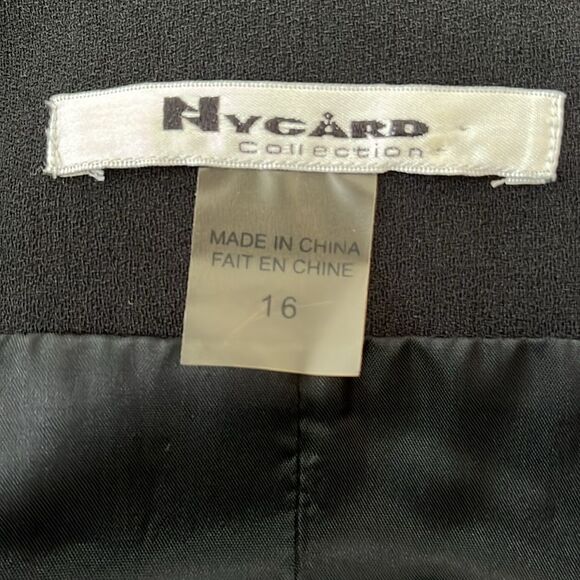 NYGÅRD
Collection
MADE IN CHINA
FAIT EN CHINE
16